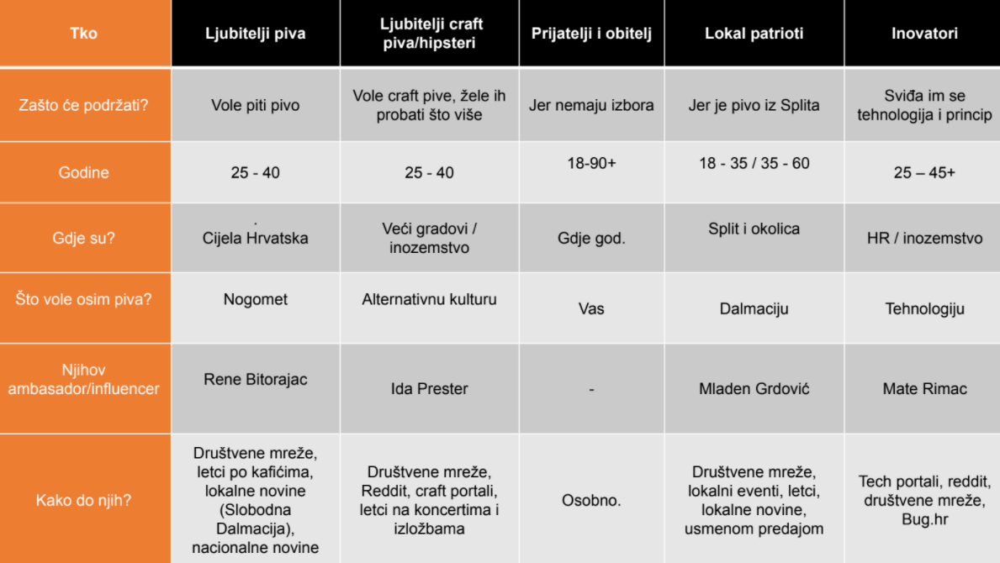 Tko
Ljubitelji piva
Ljubitelji craft
piva/hipsteri
Prijatelji i obitelj
Lokal patrioti
Inovatori
Zašto će podržati?
Vole piti pivo
Vole craft pive, žele ih
probati što više
Jer nemaju izbora
Jer je pivo iz Splita
Sviđa im se
tehnologija i princip
Godine
25 - 40
25 - 40
18-90+
18 - 35 / 35 - 60
25 – 45+
Gdje su?
.
Cijela Hrvatska
Veći gradovi /
inozemstvo
Gdje god.
Split i okolica
HR / inozemstvo
Što vole osim piva?
Nogomet
Alternativnu kulturu
Vas
Dalmaciju
Tehnologiju
Njihov
ambasador/influencer
Rene Bitorajac
Ida Prester
-
Mladen Grdović
Mate Rimac
Kako do njih?
Društvene mreže,
letci po kafićima,
lokalne novine
(Slobodna
Dalmacija),
nacionalne novine
Društvene mreže,
Reddit, craft portali,
letci na koncertima i
izložbama
Osobno.
Društvene mreže,
lokalni eventi, letci,
lokalne novine,
usmenom predajom
Tech portali, reddit,
društvene mreže,
Bug.hr